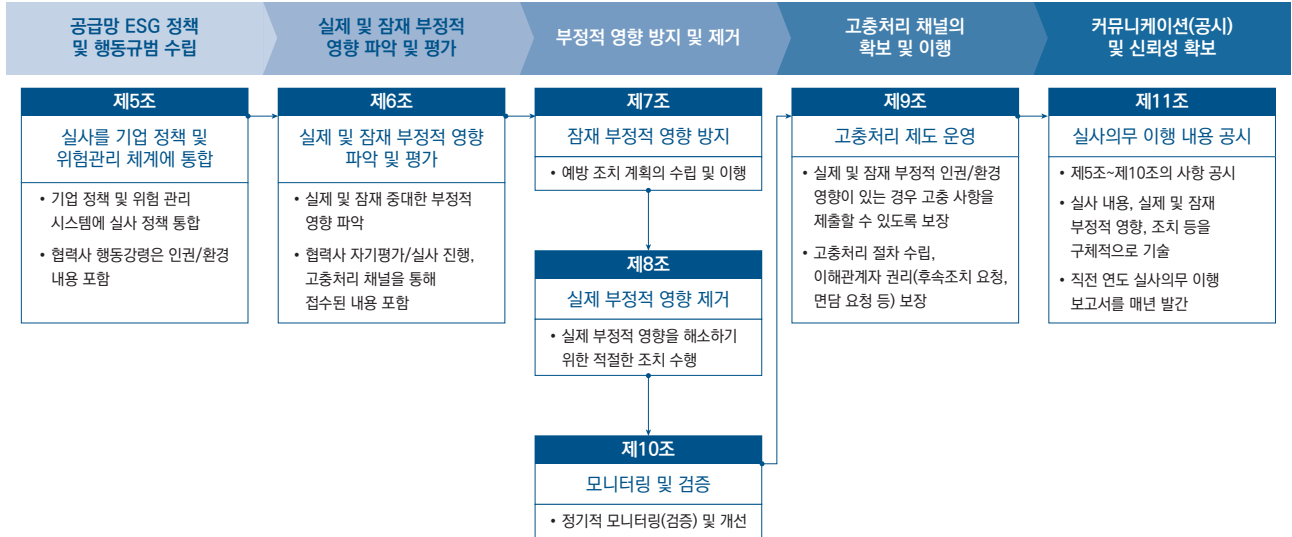 공급망 ESG 정책
및 행동규범 수립
실제 및 잠재 부정적
영향 파악 및 평가
부정적 영향 방지 및 제거
고충처리 채널의
확보 및 이행
커뮤니케이션(공시)
및 신뢰성 확보
제5조
실사를 기업 정책 및
위험관리 체계에 통합
• 기업 정책 및 위험 관리
시스템에 실사 정책 통합
• 협력사 행동강령은 인권/환경
내용 포함
제6조
실제 및 잠재 부정적 영향
파악 및 평가
• 실제 및 잠재 중대한 부정적
영향 파악
• 협력사 자기평가/실사 진행,
고충처리 채널을 통해
접수된 내용 포함
제7조
잠재 부정적 영향 방지
• 예방 조치 계획의 수립 및 이행
제8조
실제 부정적 영향 제거
• 실제 부정적 영향을 해소하기
위한 적절한 조치 수행
제10조
모니터링 및 검증
• 정기적 모니터링(검증) 및 개선
제9조
고충처리 제도 운영
• 실제 및 잠재 부정적 인권/환경
영향이 있는 경우 고충 사항을
제출할 수 있도록 보장
• 고충처리 절차 수립,
이해관계자 권리(후속조치 요청,
면담 요청 등) 보장
제11조
실사의무 이행 내용 공시
• 제5조~제10조의 사항 공시
• 실사 내용, 실제 및 잠재
부정적 영향, 조치 등을
구체적으로 기술
• 직전 연도 실사의무 이행
보고서를 매년 발간